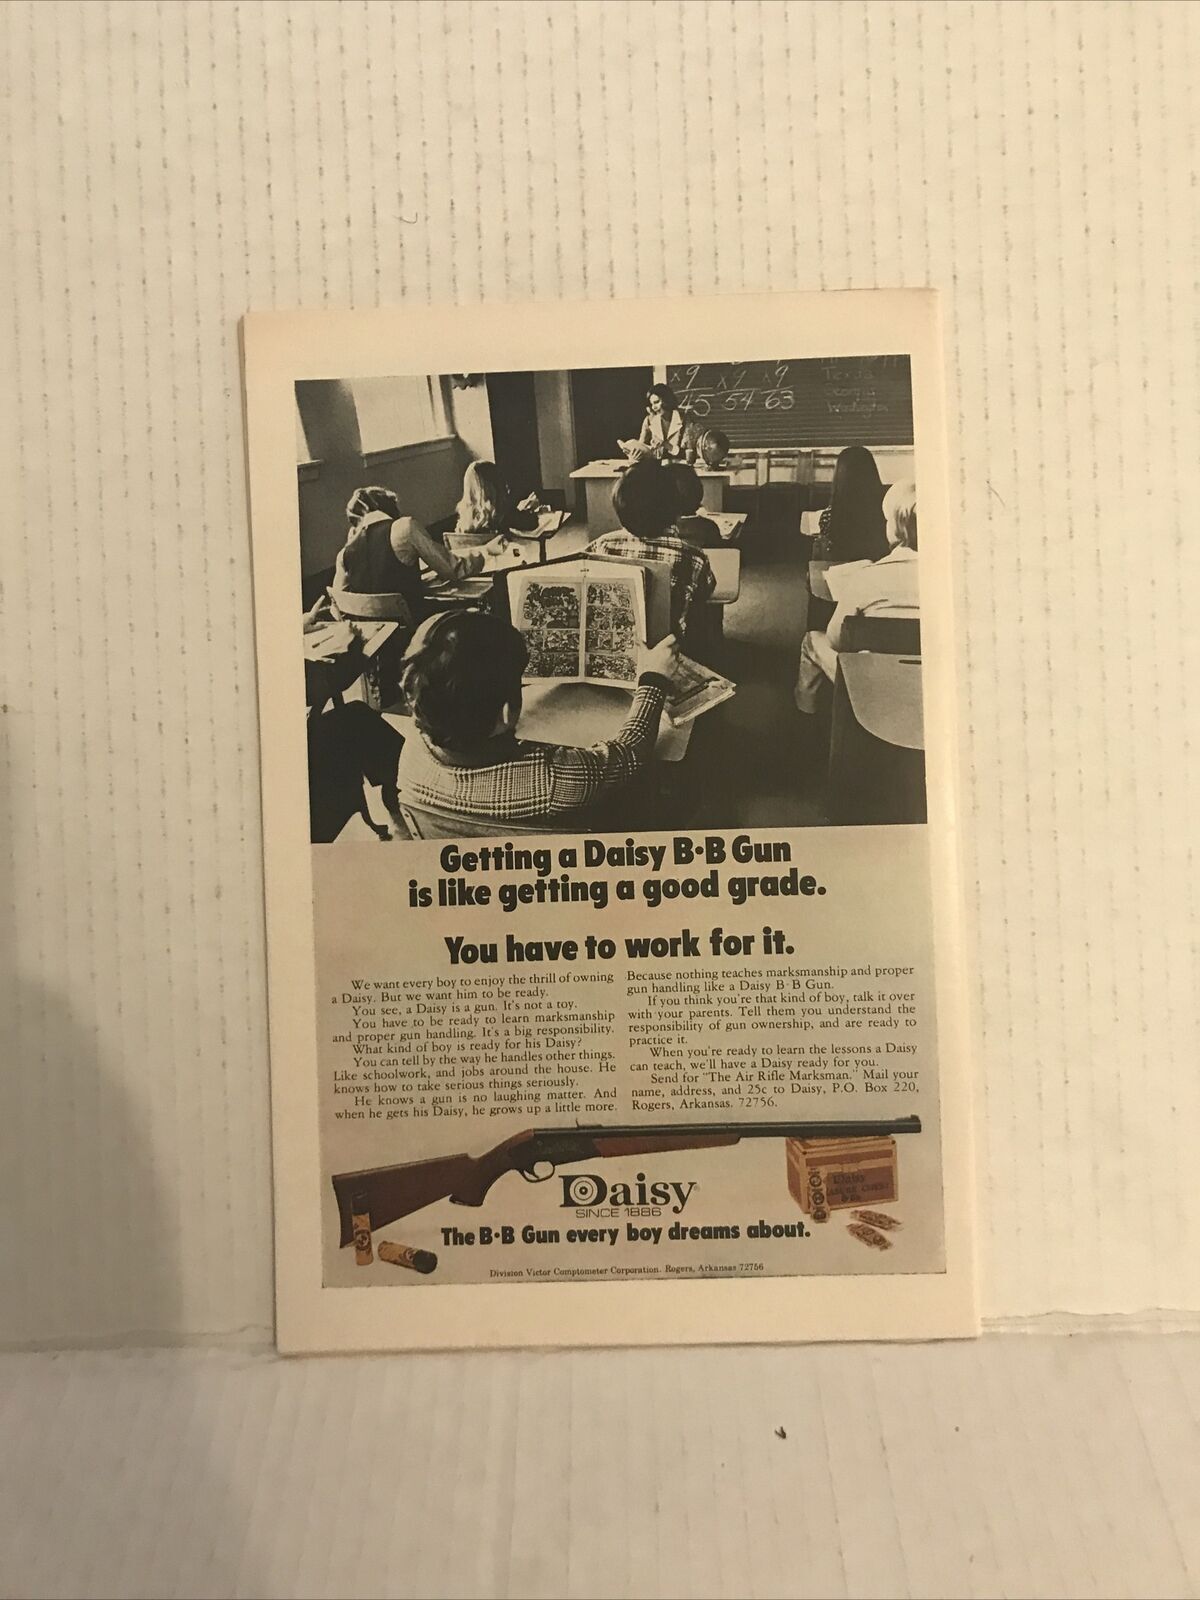 x9 x9 x9
45 54 63
Texas
Georgia
Washington
Getting a Daisy B·B Gun
is like getting a good grade.
You have to work for it.
We want every boy to enjoy the thrill of owning
a Daisy. But we want him to be ready.
You see, a Daisy is a gun. It's not a toy.
You have to be ready to learn marksmanship
and proper gun handling. It's a big responsibility.
What kind of boy is ready for his Daisy?
You can tell by the way he handles other things.
Like schoolwork, and jobs around the house. He
knows how to take serious things seriously.
He knows a gun is no laughing matter. And
when he gets his Daisy, he grows up a little more.
Because nothing teaches marksmanship and proper
gun handling like a Daisy B·B Gun.
If you think you're that kind of boy, talk it over
with your parents. Tell them you understand the
responsibility of gun ownership, and are ready to
practice it.
When you're ready to learn the lessons a Daisy
can teach, we'll have a Daisy ready for you.
Send for "The Air Rifle Marksman." Mail your
name, address, and 25c to Daisy, P.O. Box 220,
Rogers, Arkansas. 72756.
Daisy
Daisy
SINCE 1886
The B·B Gun every boy dreams about.
Division Victor Comptometer Corporation. Rogers, Arkansas 72756